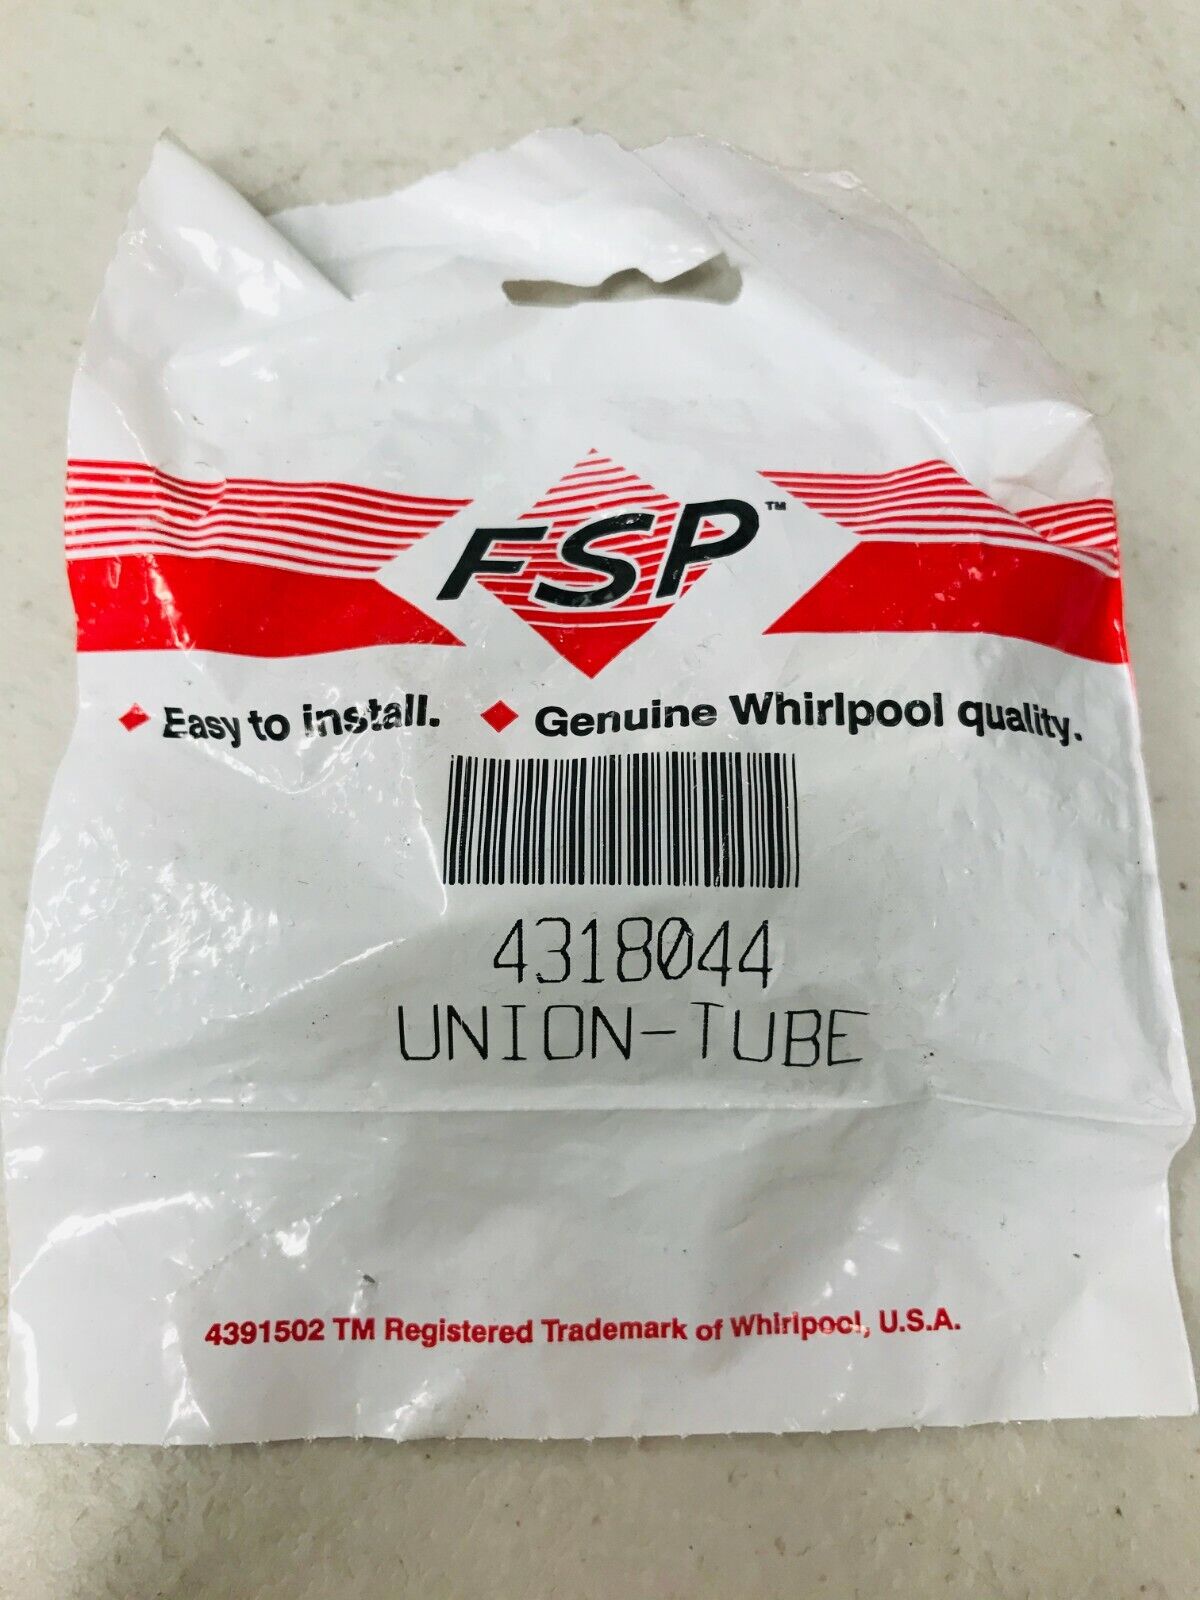 FSP™
Easy to install. Genuine Whirlpool quality.
4318044
UNION-TUBE
4391502 TM Registered Trademark of Whirlpool, U.S.A.